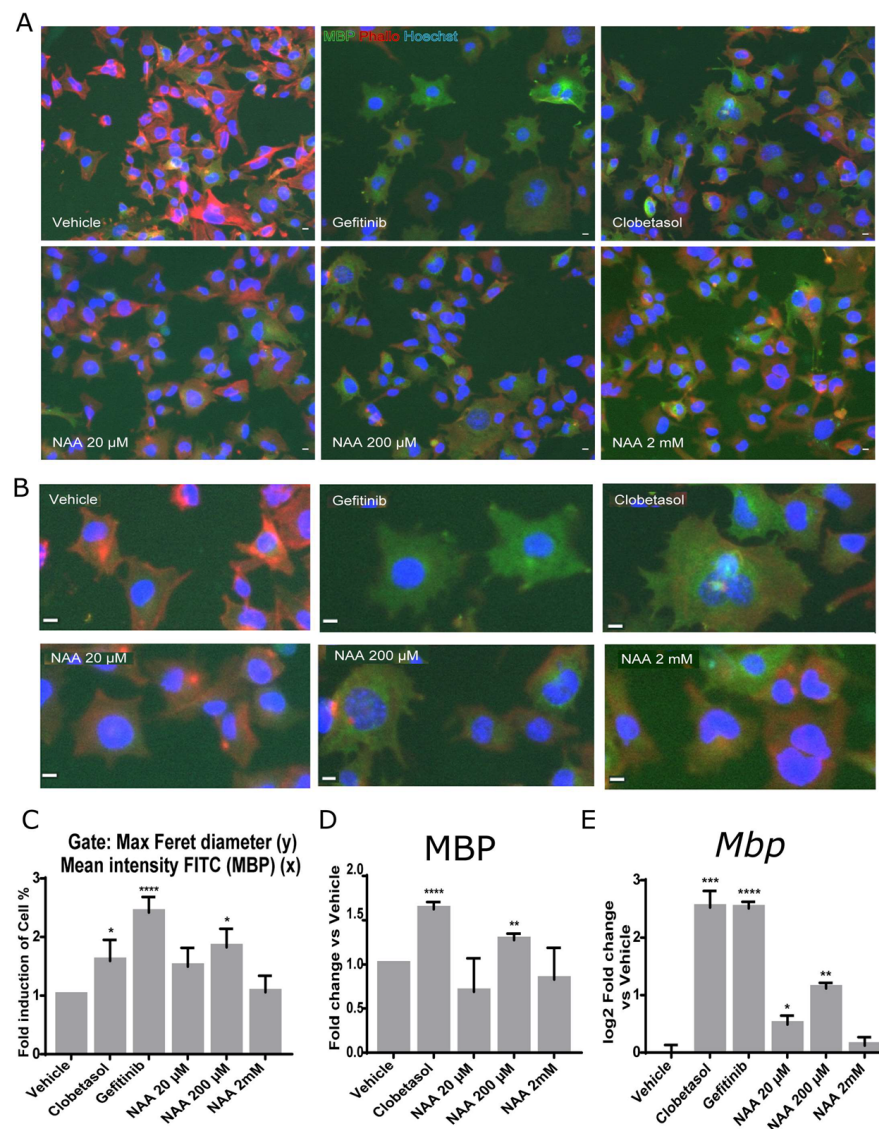 A
MBP Phallo Hoechst
Vehicle
Gefitinib
Clobetasol
NAA 20 µM
NAA 200 µM
NAA 2 mM
B
Vehicle
Gefitinib
Clobetasol
NAA 20 µM
NAA 200 µM
NAA 2 mM
C
Gate: Max Feret diameter (y)
Mean intensity FITC (MBP) (x)
Fold induction of Cell %
3
2
1
0
*
****
*
Vehicle
Clobetasol
Gefitinib
NAA 20 µM
NAA 200 µM
NAA 2mM
D
MBP
Fold change vs Vehicle
2.0
1.5
1.0
0.5
0.0
****
**
Vehicle
Clobetasol
NAA 20 µM
NAA 200 µM
NAA 2mM
E
Mbp
log2 Fold change
vs Vehicle
3
2
1
0
***
****
*
**
Vehicle
Clobetasol
Gefitinib
NAA 20 µM
NAA 200 µM
NAA 2mM